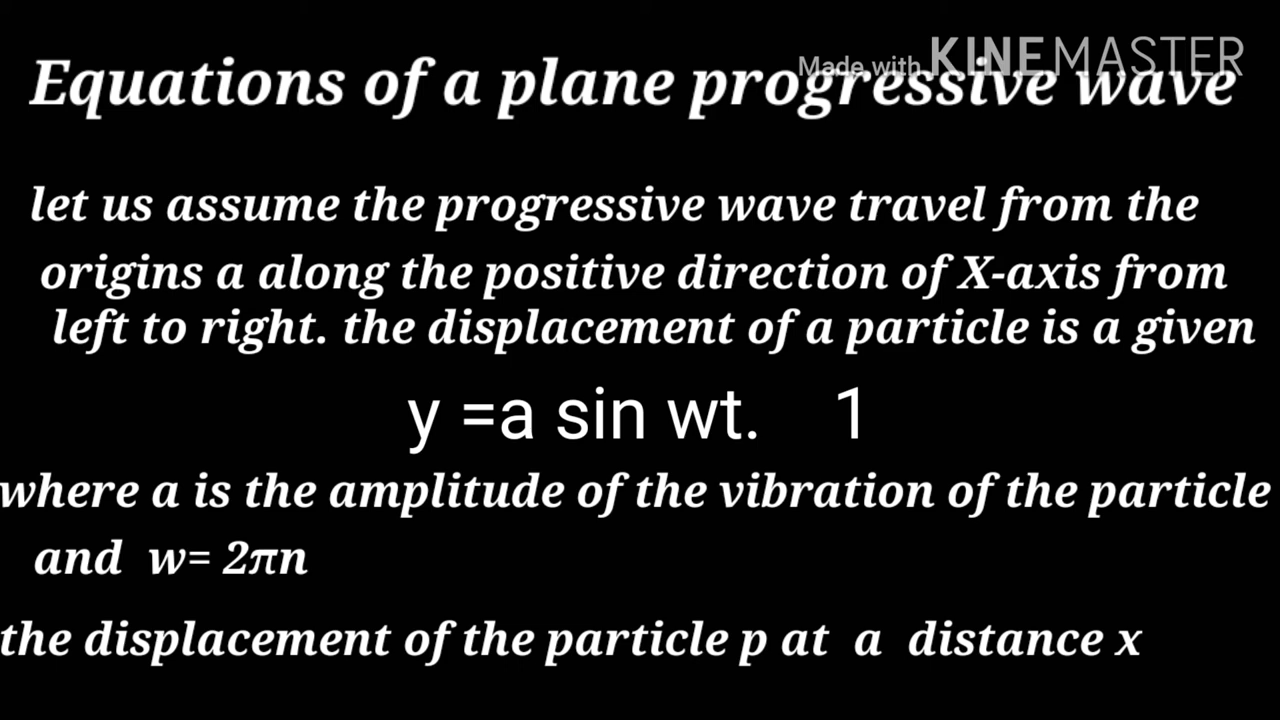 Made with KINEMASTER
Equations of a plane progressive wave
let us assume the progressive wave travel from the
origins a along the positive direction of X-axis from
left to right. the displacement of a particle is a given
y =a sin wt. 1
where a is the amplitude of the vibration of the particle
and w= 2πn
the displacement of the particle p at a distance x